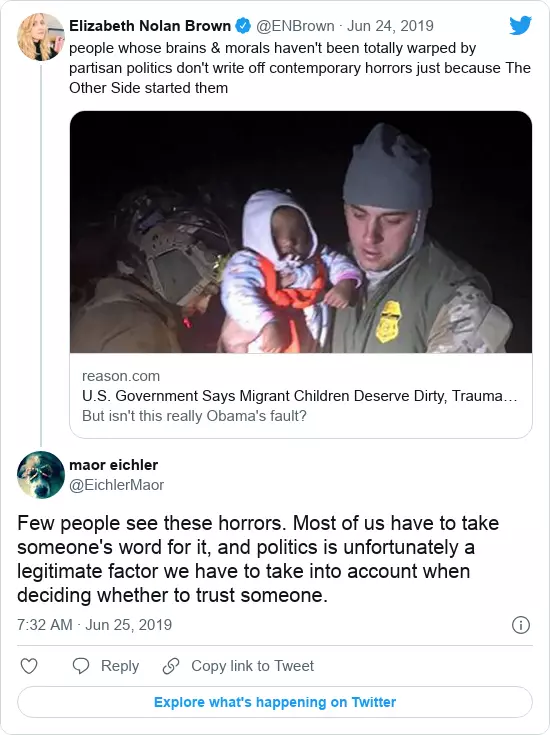 Elizabeth Nolan Brown @ENBrown · Jun 24, 2019
people whose brains & morals haven't been totally warped by
partisan politics don't write off contemporary horrors just because The
Other Side started them
reason.com
U.S. Government Says Migrant Children Deserve Dirty, Trauma…
But isn't this really Obama's fault?
maor eichler
@EichlerMaor
Few people see these horrors. Most of us have to take
someone's word for it, and politics is unfortunately a
legitimate factor we have to take into account when
deciding whether to trust someone.
7:32 AM · Jun 25, 2019
Reply Copy link to Tweet
Explore what's happening on Twitter